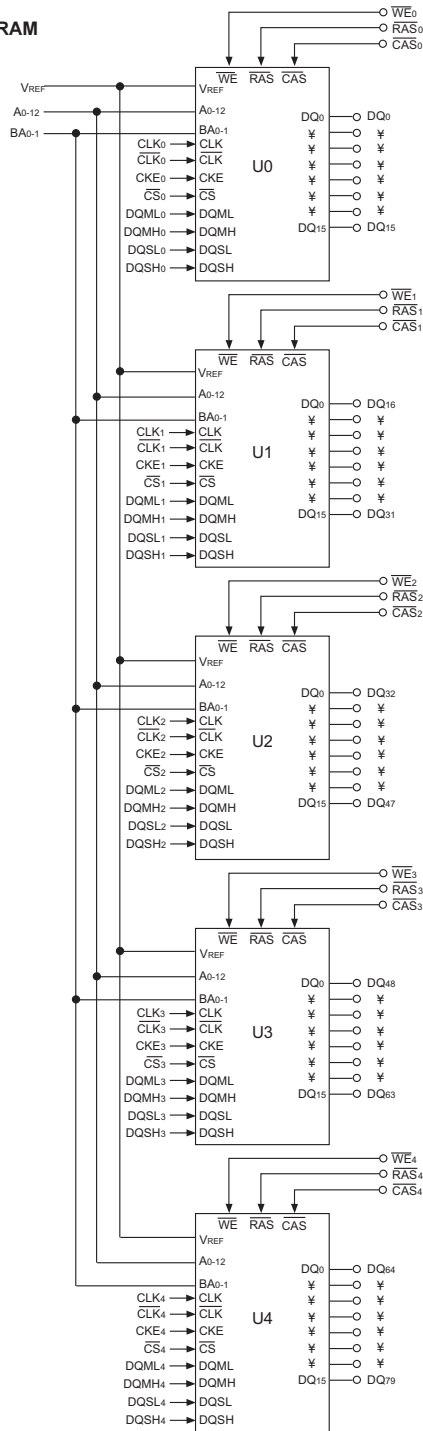 RAM
WE0
RAS0
CAS0
WE RAS CAS
VREF VREF
A0-12 A0-12
BA0-1 BA0-1
CLK0 CLK
CLK0 CLK
CKE0 CKE
CS0 CS
DQML0 DQML
DQMH0 DQMH
DQSL0 DQSL
DQSH0 DQSH
U0
DQ0 DQ0
¥ ¥
¥ ¥
¥ ¥
¥ ¥
¥ ¥
¥ ¥
DQ15 DQ15
WE1
RAS1
CAS1
WE RAS CAS
VREF
A0-12
BA0-1
CLK1 CLK
CLK1 CLK
CKE1 CKE
CS1 CS
DQML1 DQML
DQMH1 DQMH
DQSL1 DQSL
DQSH1 DQSH
U1
DQ0 DQ16
¥ ¥
¥ ¥
¥ ¥
¥ ¥
¥ ¥
¥ ¥
DQ15 DQ31
WE2
RAS2
CAS2
WE RAS CAS
VREF
A0-12
BA0-1
CLK2 CLK
CLK2 CLK
CKE2 CKE
CS2 CS
DQML2 DQML
DQMH2 DQMH
DQSL2 DQSL
DQSH2 DQSH
U2
DQ0 DQ32
¥ ¥
¥ ¥
¥ ¥
¥ ¥
¥ ¥
¥ ¥
DQ15 DQ47
WE3
RAS3
CAS3
WE RAS CAS
VREF
A0-12
BA0-1
CLK3 CLK
CLK3 CLK
CKE3 CKE
CS3 CS
DQML3 DQML
DQMH3 DQMH
DQSL3 DQSL
DQSH3 DQSH
U3
DQ0 DQ48
¥ ¥
¥ ¥
¥ ¥
¥ ¥
¥ ¥
¥ ¥
DQ15 DQ63
WE4
RAS4
CAS4
WE RAS CAS
VREF
A0-12
BA0-1
CLK4 CLK
CLK4 CLK
CKE4 CKE
CS4 CS
DQML4 DQML
DQMH4 DQMH
DQSL4 DQSL
DQSH4 DQSH
U4
DQ0 DQ64
¥ ¥
¥ ¥
¥ ¥
¥ ¥
¥ ¥
¥ ¥
DQ15 DQ79